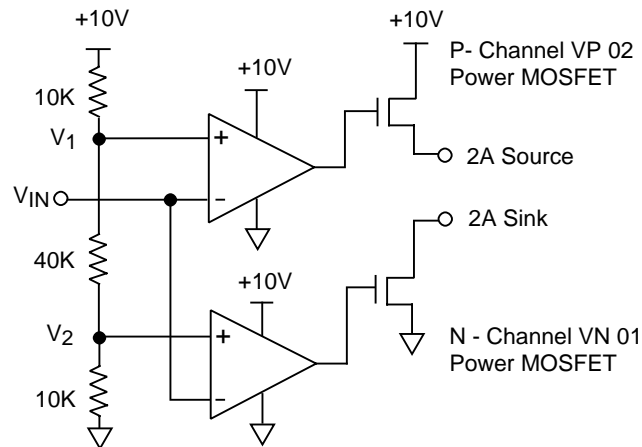 +10V
+10V
P- Channel VP 02
Power MOSFET
+10V
10K
V1
+
2A Source
VIN
-
2A Sink
40K
+10V
V2
+
N - Channel VN 01
Power MOSFET
10K
-